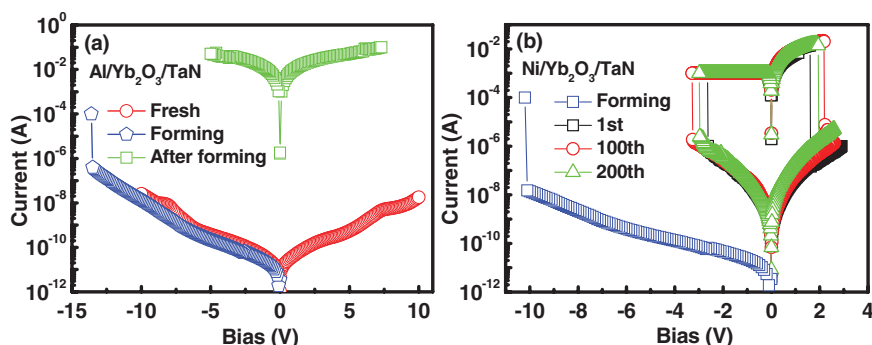 (a)
Al/Yb₂O₃/TaN
Fresh
Forming
After forming
Current (A)
10⁰
10⁻²
10⁻⁴
10⁻⁶
10⁻⁸
10⁻¹⁰
10⁻¹²
-15 -10 -5 0 5 10
Bias (V)
(b)
Ni/Yb₂O₃/TaN
Forming
1st
100th
200th
Current (A)
10⁻²
10⁻⁴
10⁻⁶
10⁻⁸
10⁻¹⁰
10⁻¹²
-10 -8 -6 -4 -2 0 2 4
Bias (V)